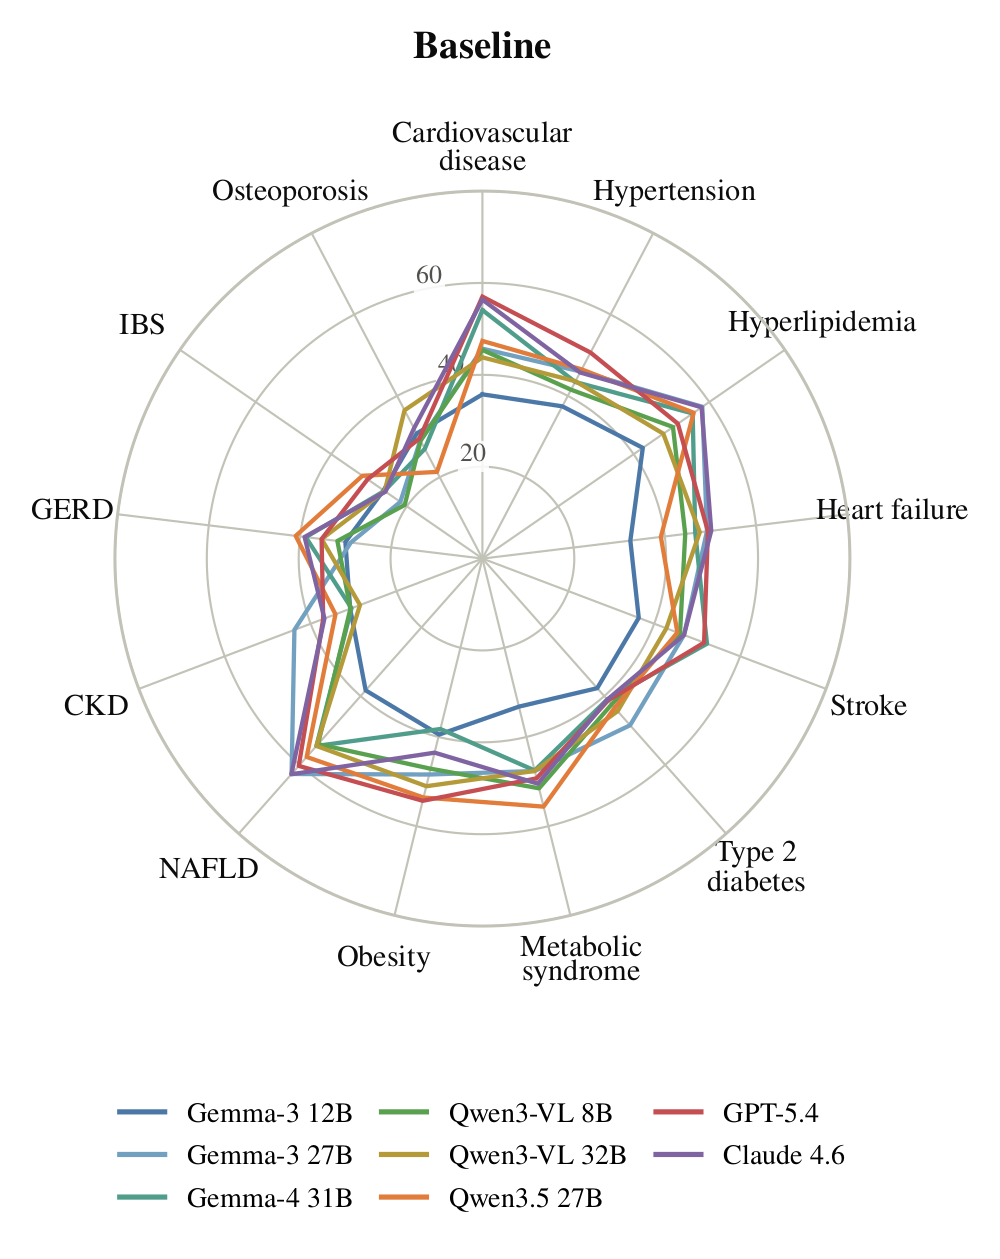 Baseline
Cardiovascular
disease
Osteoporosis
Hypertension
60
IBS
Hyperlipidemia
40
20
GERD
Heart failure
CKD
Stroke
NAFLD
Type 2
diabetes
Obesity
Metabolic
syndrome
Gemma-3 12B
Qwen3-VL 8B
GPT-5.4
Gemma-3 27B
Qwen3-VL 32B
Claude 4.6
Gemma-4 31B
Qwen3.5 27B